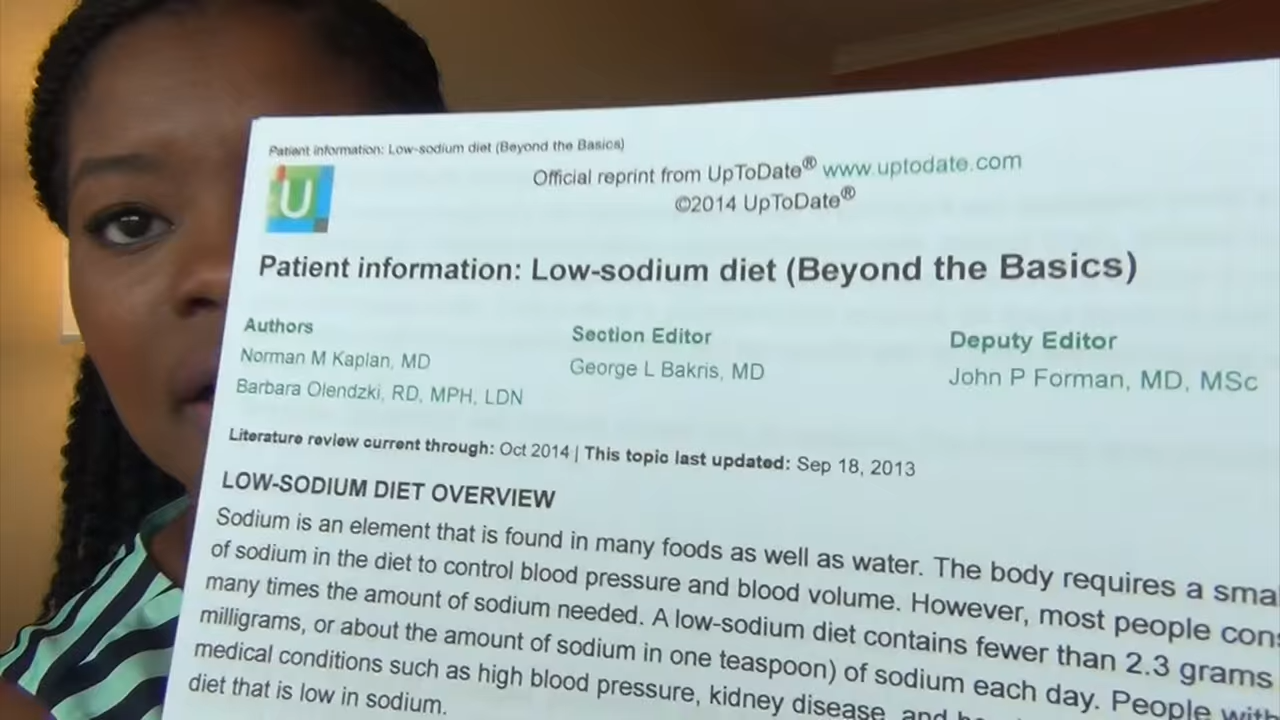 Patient information: Low-sodium diet (Beyond the Basics)
U
Official reprint from UpToDate® www.uptodate.com
©2014 UpToDate®
Patient information: Low-sodium diet (Beyond the Basics)
Authors
Norman M Kaplan, MD
Barbara Olendzki, RD, MPH, LDN
Section Editor
George L Bakris, MD
Deputy Editor
John P Forman, MD, MSc
Literature review current through: Oct 2014 | This topic last updated: Sep 18, 2013
LOW-SODIUM DIET OVERVIEW
Sodium is an element that is found in many foods as well as water. The body requires a sma
of sodium in the diet to control blood pressure and blood volume. However, most people con
many times the amount of sodium needed. A low-sodium diet contains fewer than 2.3 grams
milligrams, or about the amount of sodium in one teaspoon) of sodium each day. People with
medical conditions such as high blood pressure, kidney disease, and
diet that is low in sodium.